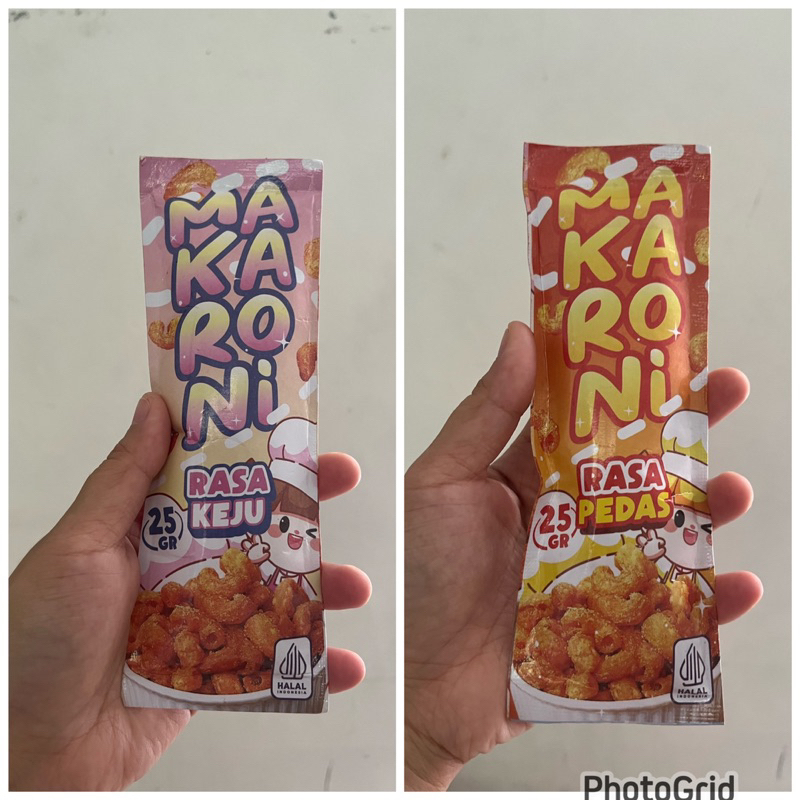 MA
KA
RO
Ni
RASA
KEJU
25
GR
HALAL
INDONESIA
MA
KA
RO
Ni
RASA
PEDAS
25
GR
HALAL
INDONESIA
PhotoGrid